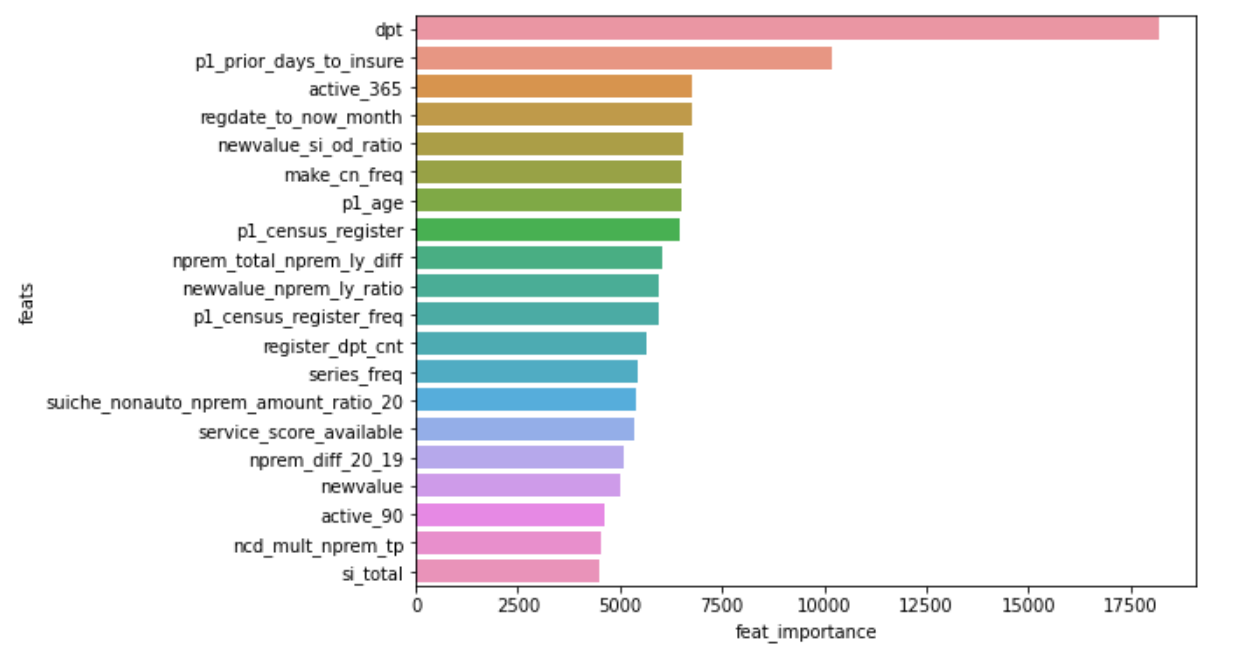 dpt
p1_prior_days_to_insure
active_365
regdate_to_now_month
newvalue_si_od_ratio
make_cn_freq
p1_age
p1_census_register
nprem_total_nprem_ly_diff
newvalue_nprem_ly_ratio
p1_census_register_freq
register_dpt_cnt
series_freq
suiche_nonauto_nprem_amount_ratio_20
service_score_available
nprem_diff_20_19
newvalue
active_90
ncd_mult_nprem_tp
si_total
feats
0 2500 5000 7500 10000 12500 15000 17500
feat_importance